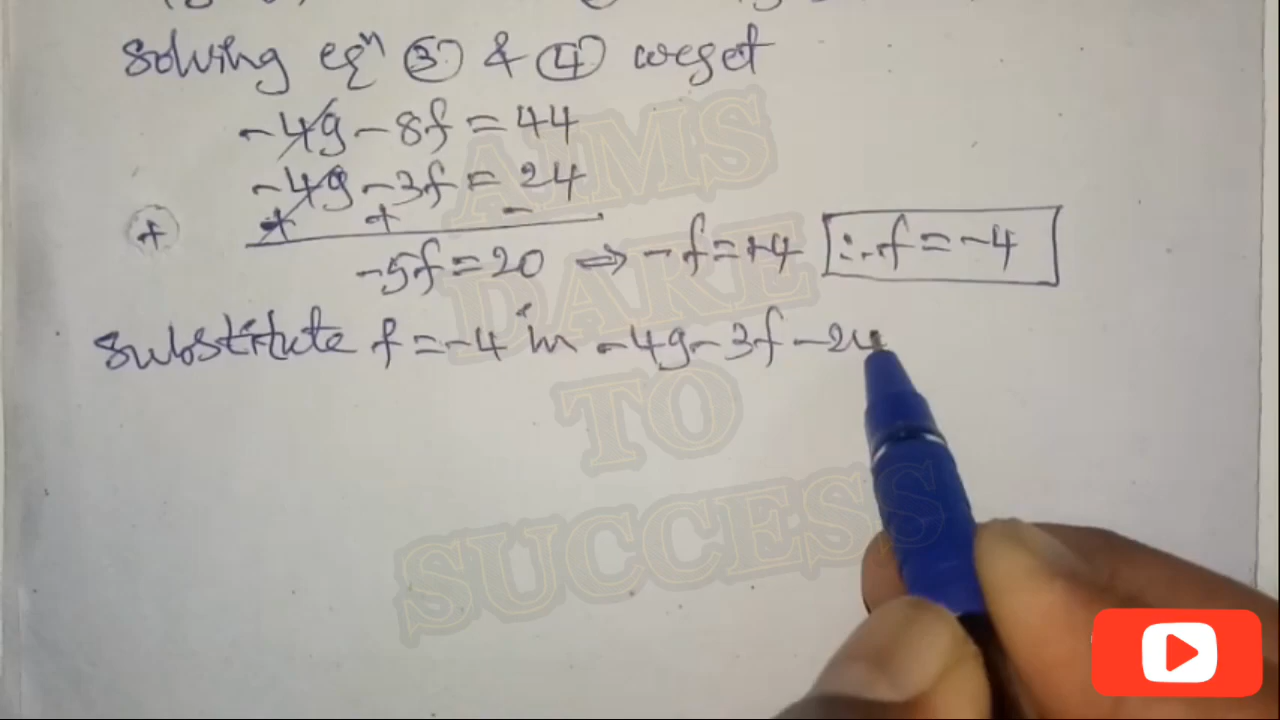 solving eqⁿ ③ & ④ we get
-4g - 8f = 44
-4g - 3f = 24
+ + + -
-5f = 20 ⇒ -f = +4 ∴ f = -4
substitute f = -4 in -4g - 3f - 24
AIMS
DARE
TO
SUCCESS